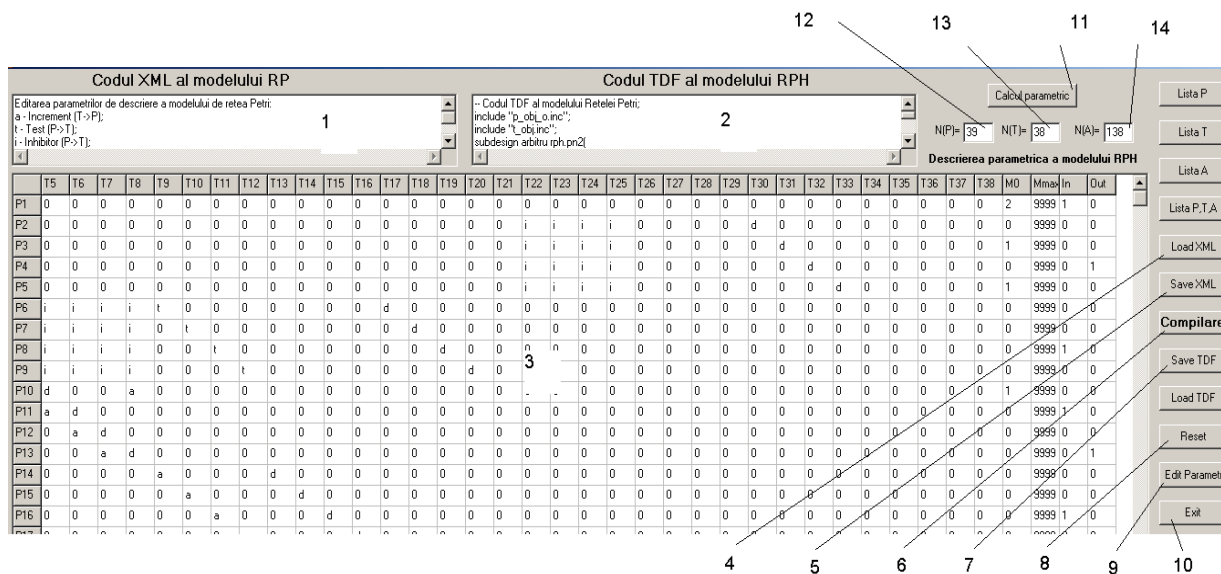 12 13 11 14
Codul XML al modelului RP
Codul TDF al modelului RPH
Editarea parametrilor de descriere a modelului de retea Petri:
a - Increment (T->P);
t - Test (P->T);
i - Inhibitor (P->T);
1
-- Codul TDF al Modelului Retelei Petri;
include "p_obj_o.inc";
include "t_obj.inc";
subdesign arbitru rph.pn2(
2
Calcul parametric
N(P)= 39 N(T)= 38 N(A)= 138
Descrierea parametrica a modelului RPH
T5 T6 T7 T8 T9 T10 T11 T12 T13 T14 T15 T16 T17 T18 T19 T20 T21 T22 T23 T24 T25 T26 T27 T28 T29 T30 T31 T32 T33 T34 T35 T36 T37 T38 M0 Mmax In Out
P1 0 0 0 0 0 0 0 0 0 0 0 0 0 0 0 0 0 0 0 0 0 0 0 0 0 0 0 0 0 0 0 0 0 0 2 9999 1 0
P2 0 0 0 0 0 0 0 0 0 0 0 0 0 0 0 0 0 i i i i 0 0 0 0 d 0 0 0 0 0 0 0 0 0 9999 0 0
P3 0 0 0 0 0 0 0 0 0 0 0 0 0 0 0 0 0 i i i i 0 0 0 0 0 d 0 0 0 0 0 0 0 1 9999 0 0
P4 0 0 0 0 0 0 0 0 0 0 0 0 0 0 0 0 0 i i i i 0 0 0 0 0 0 d 0 0 0 0 0 0 0 9999 0 1
P5 0 0 0 0 0 0 0 0 0 0 0 0 0 0 0 0 0 i i i i 0 0 0 0 0 0 0 d 0 0 0 0 0 1 9999 0 0
P6 i i i i t 0 0 0 0 0 0 0 d 0 0 0 0 0 0 0 0 0 0 0 0 0 0 0 0 0 0 0 0 0 0 9999 0 0
P7 i i i i 0 t 0 0 0 0 0 0 0 d 0 0 0 0 0 0 0 0 0 0 0 0 0 0 0 0 0 0 0 0 0 9999 0 0
P8 i i i i 0 0 t 0 0 0 0 0 0 0 d 0 0 0 0 0 0 0 0 0 0 0 0 0 0 0 0 0 0 0 0 9999 1 0
P9 i i i i 0 0 0 t 0 0 0 0 0 0 0 d 0 3 0 0 0 0 0 0 0 0 0 0 0 0 0 0 0 0 9999 0 0
P10 d 0 0 a 0 0 0 0 0 0 0 0 0 0 0 0 0 0 0 0 0 0 0 0 0 0 0 0 0 0 0 0 1 9999 0 0
P11 a d 0 0 0 0 0 0 0 0 0 0 0 0 0 0 0 0 0 0 0 0 0 0 0 0 0 0 0 0 0 0 0 0 0 9999 1 0
P12 0 a d 0 0 0 0 0 0 0 0 0 0 0 0 0 0 0 0 0 0 0 0 0 0 0 0 0 0 0 0 0 0 0 0 9999 0 0
P13 0 0 a d 0 0 0 0 0 0 0 0 0 0 0 0 0 0 0 0 0 0 0 0 0 0 0 0 0 0 0 0 0 0 0 9999 0 1
P14 0 0 0 0 a 0 0 0 d 0 0 0 0 0 0 0 0 0 0 0 0 0 0 0 0 0 0 0 0 0 0 0 0 0 0 9999 0 0
P15 0 0 0 0 0 a 0 0 0 d 0 0 0 0 0 0 0 0 0 0 0 0 0 0 0 0 0 0 0 0 0 0 0 0 0 9999 0 0
P16 0 0 0 0 0 0 a 0 0 0 d 0 0 0 0 0 0 0 0 0 0 0 0 0 0 0 0 0 0 0 0 0 0 0 0 9999 1 0
Lista P
Lista T
Lista A
Lista P,T,A
Load XML
Save XML
Compilare
Save TDF
Load TDF
Reset
Edit Parametr
Exit
4 5 6 7 8 9 10